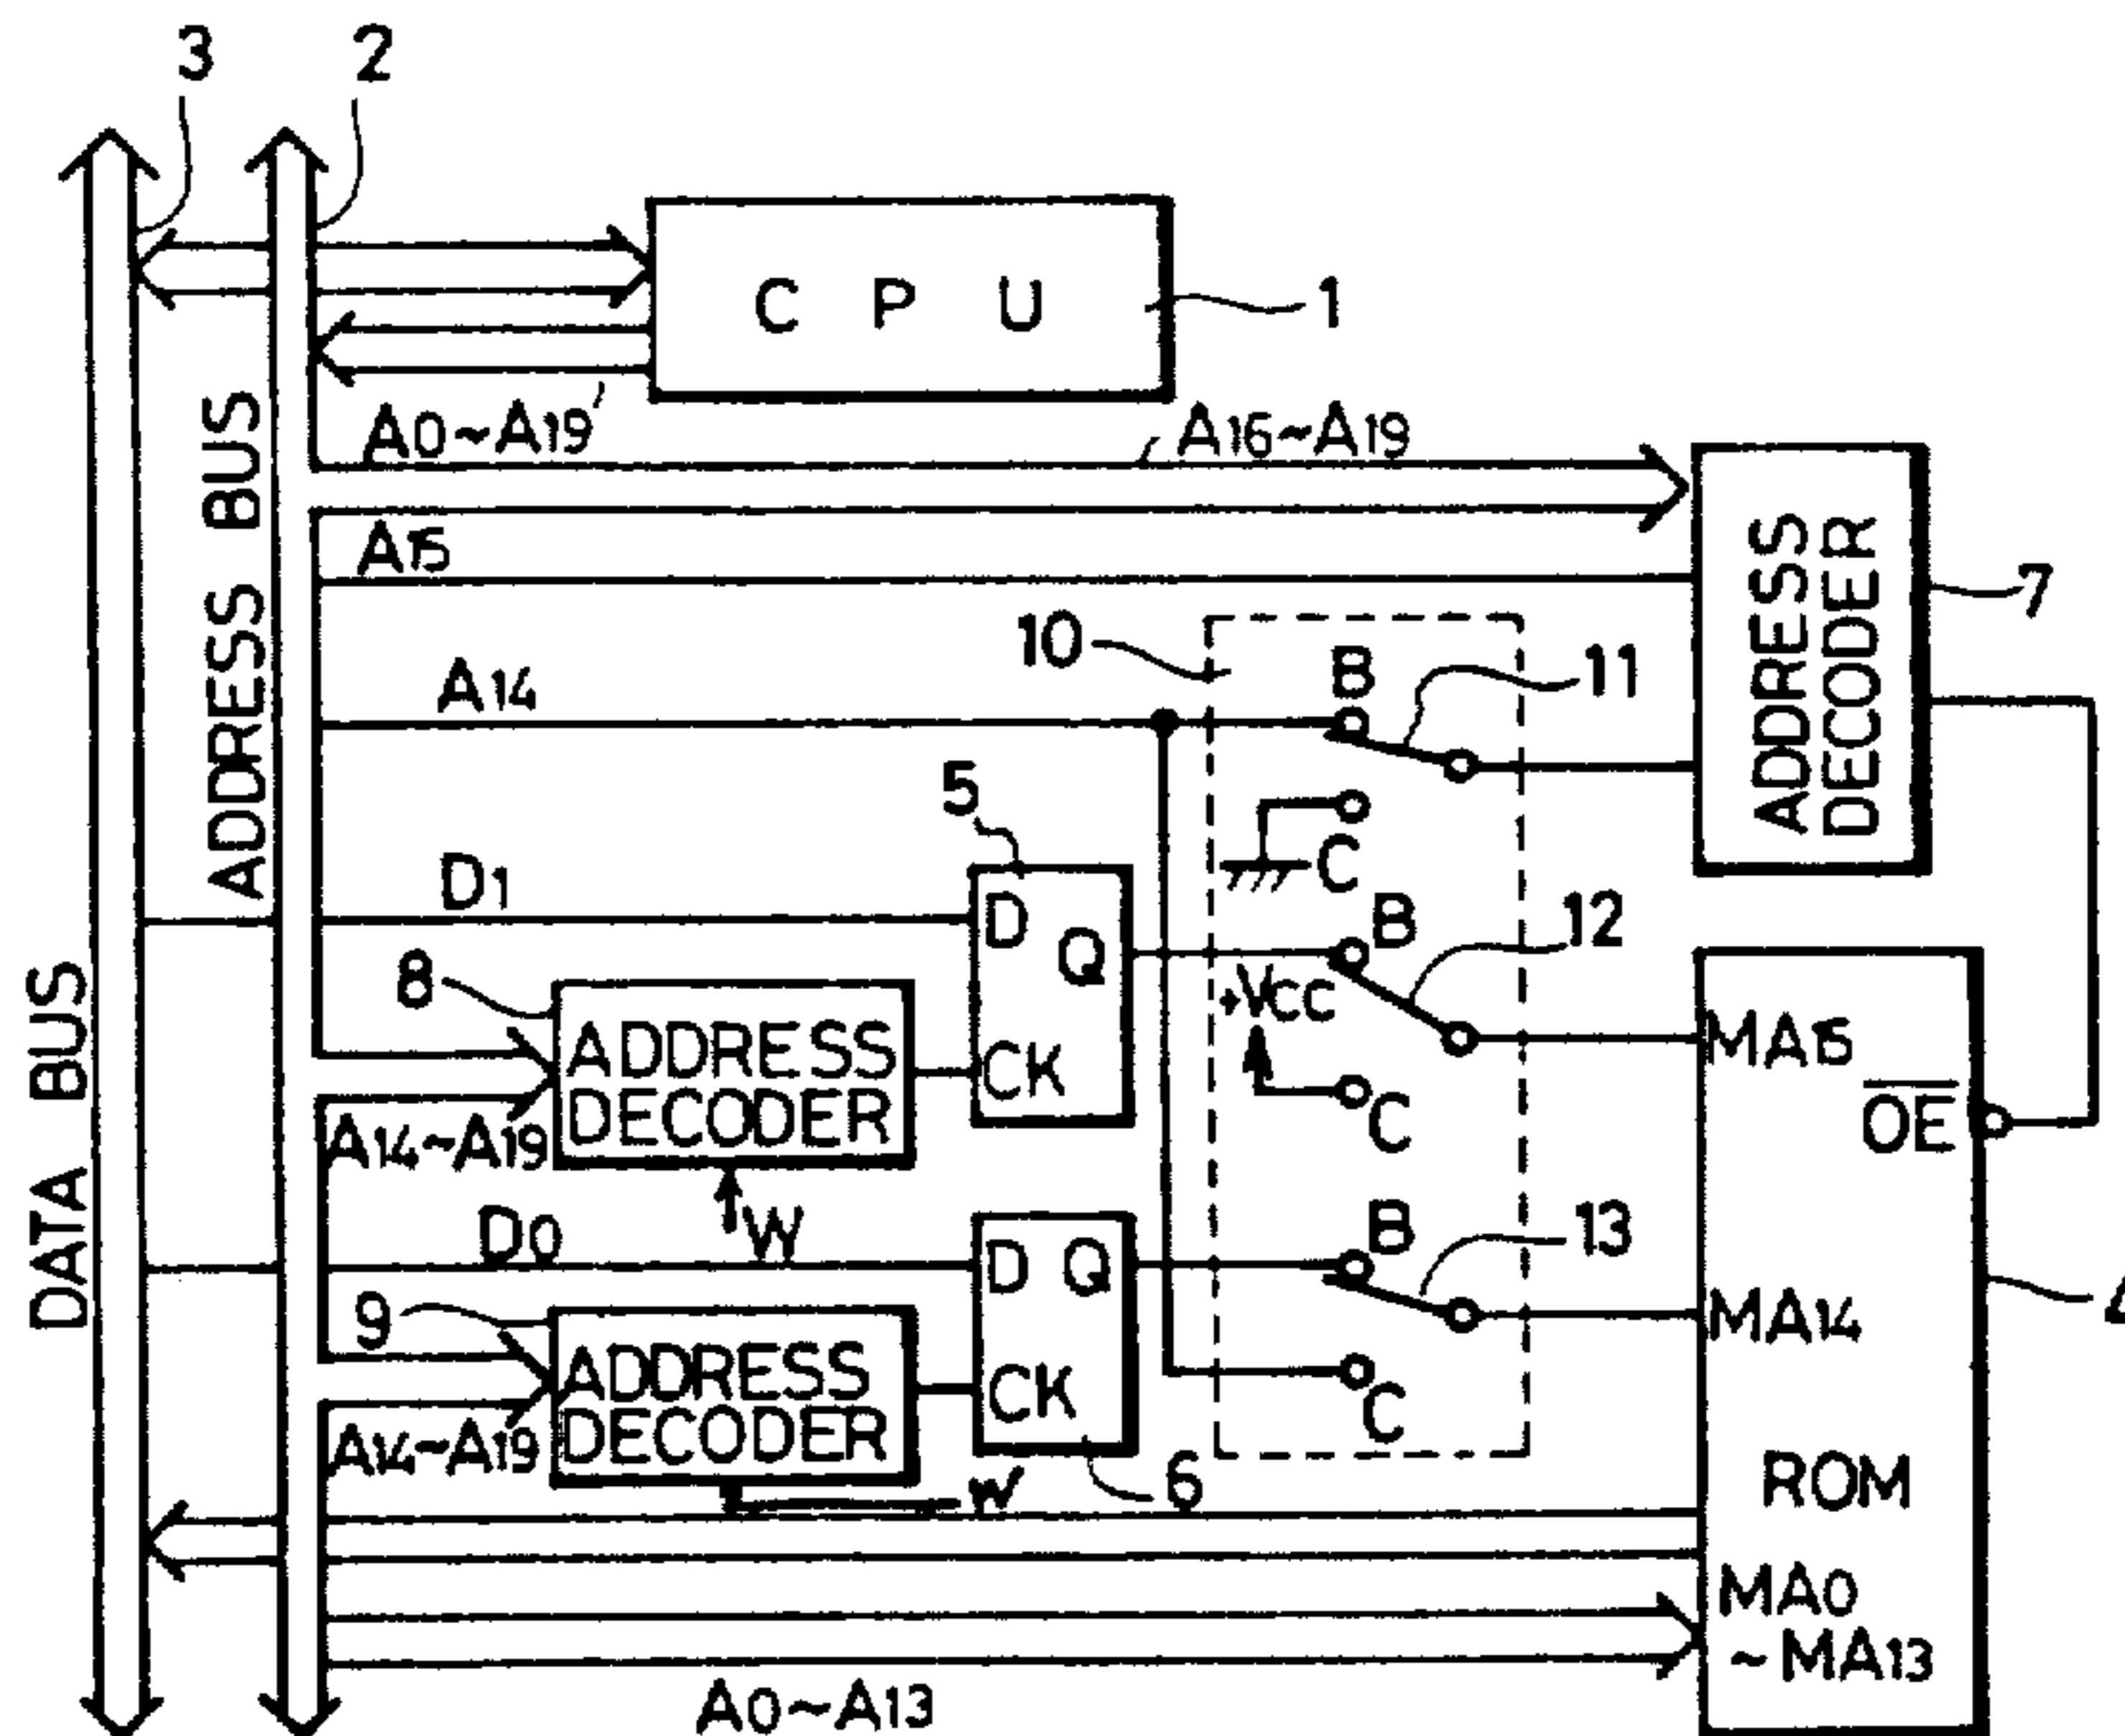 3
2
C P U
1
A0~A19
A16~A19
A15
ADDRESS BUS
DATA BUS
ADDRESS
DECODER
7
10
A14
B
11
C
5
D1
D
Q
CK
B
12
+Vcc
C
MA15
OE
8
ADDRESS
DECODER
A14~A19
W
D0
D Q
CK
B
13
C
MA14
4
9
ADDRESS
DECODER
A14~A19
W
6
ROM
MA0
~MA13
A0~A13